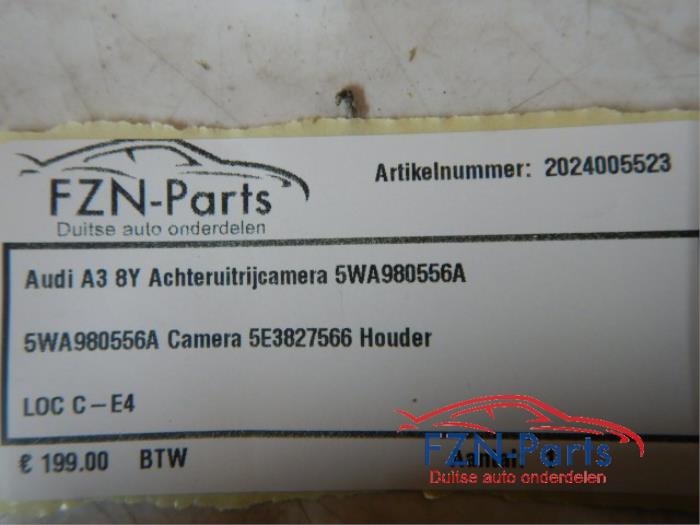 FZN-Parts
Duitse auto onderdelen
Artikelnummer: 2024005523
Audi A3 8Y Achteruitrijcamera 5WA980556A
5WA980556A Camera 5E3827566 Houder
LOC C-E4
€ 199.00 BTW
FZN-Parts
Duitse auto onderdelen